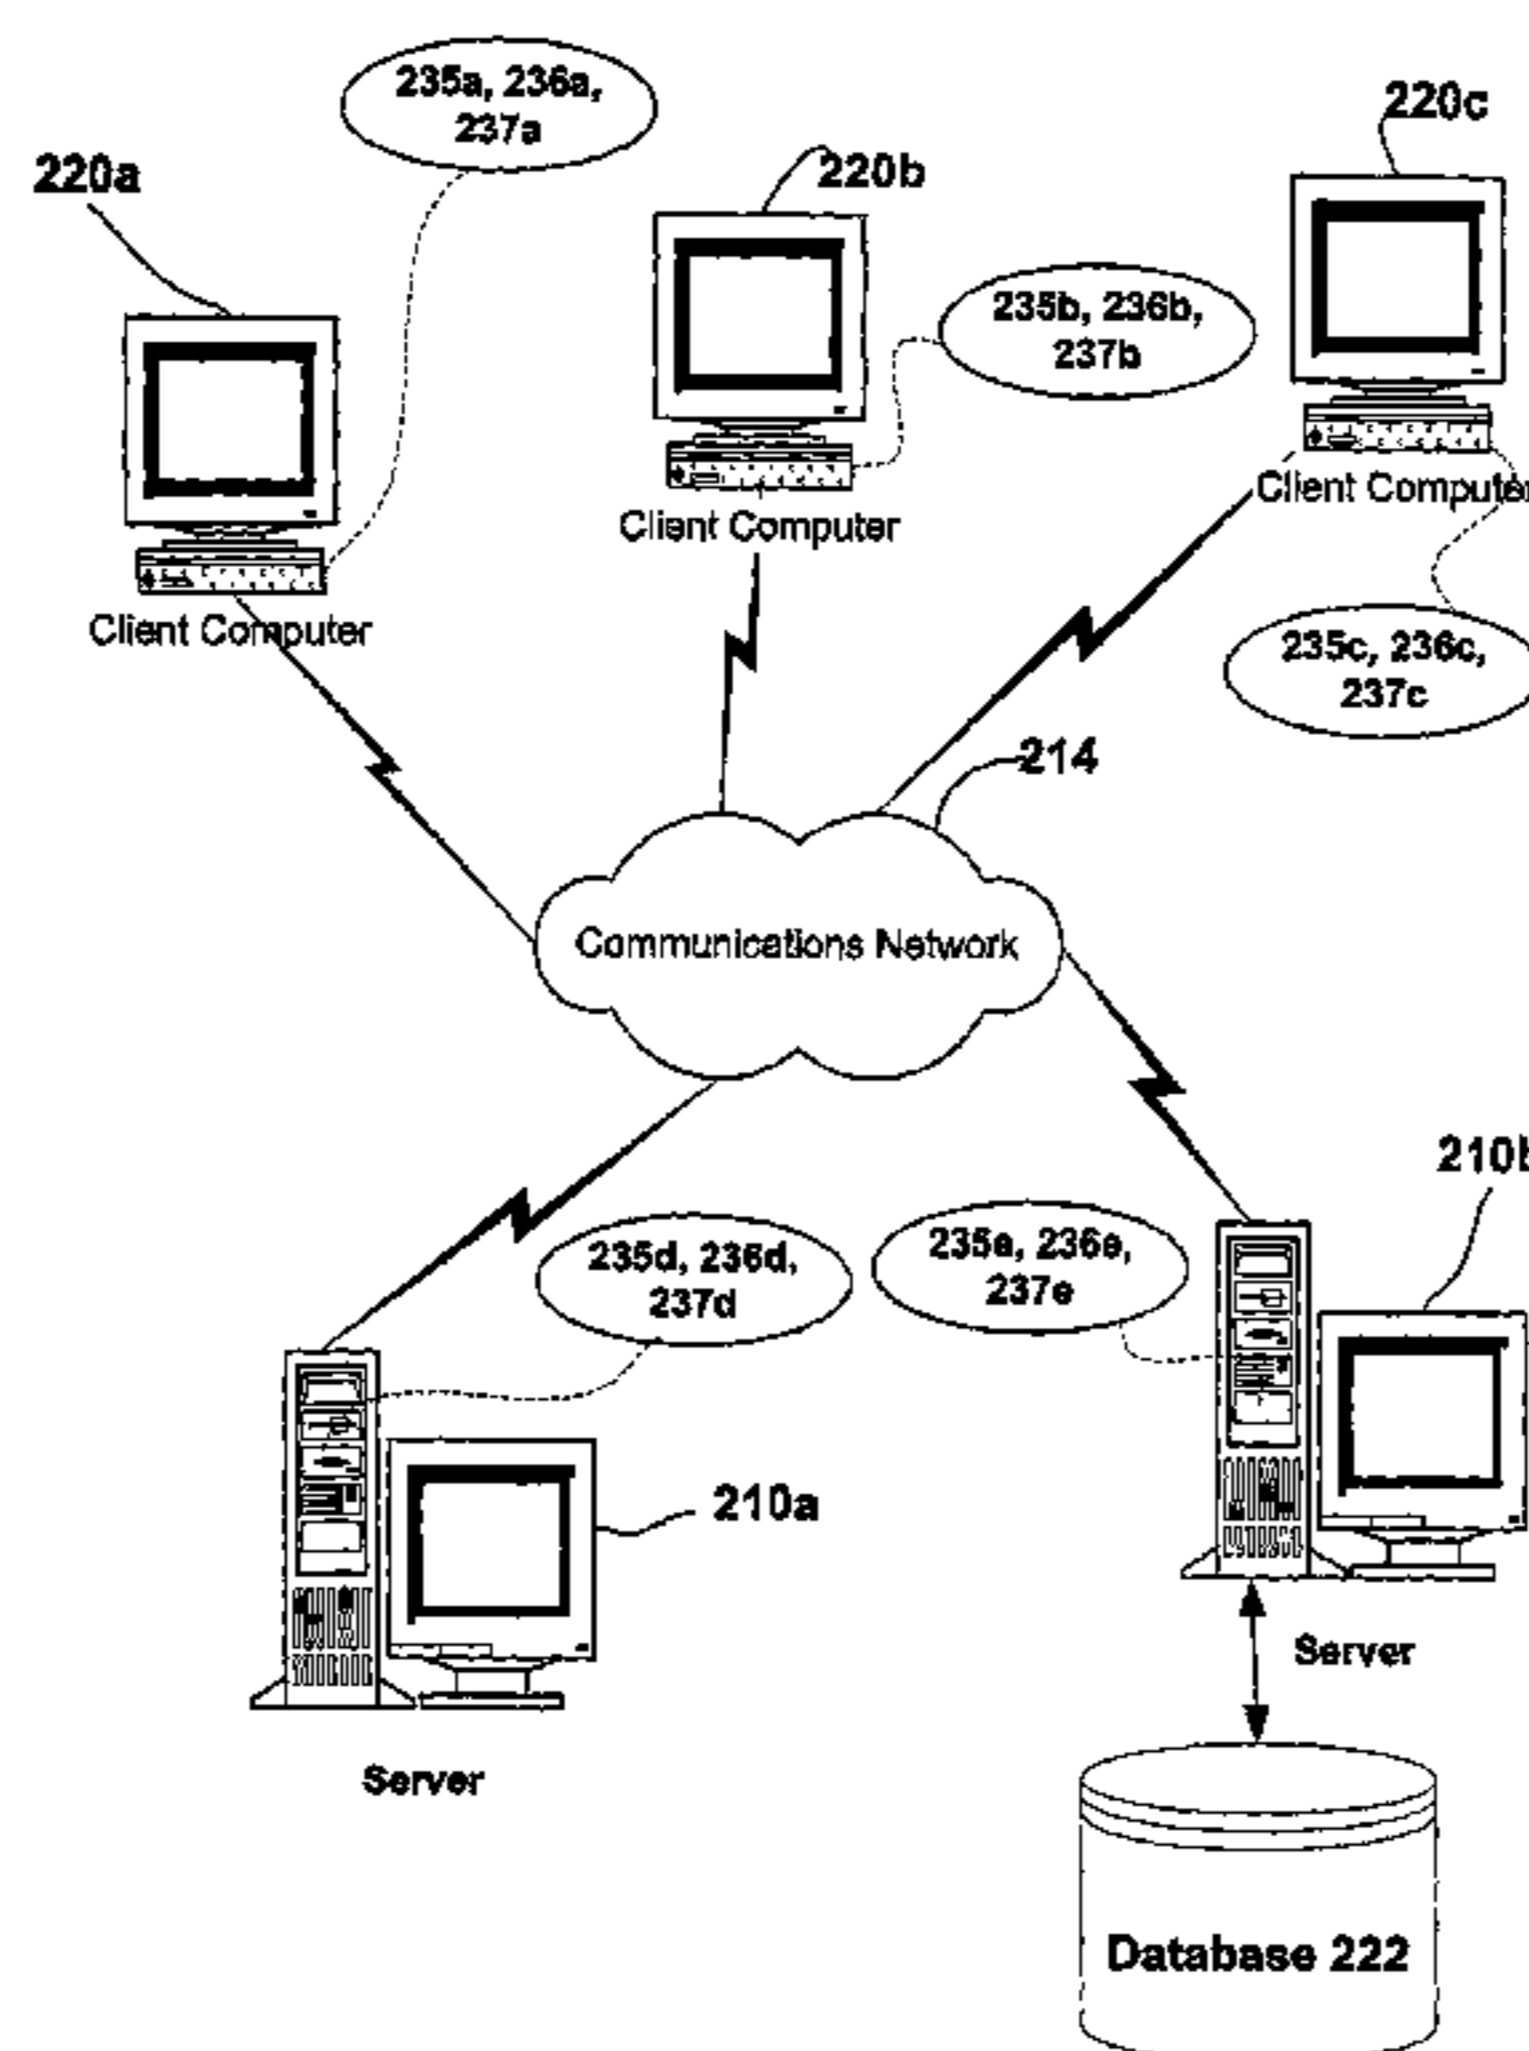 235a, 236a,
237a
220a
220b
220c
235b, 236b,
237b
Client Computer
Client Computer
Client Computer
235c, 236c,
237c
214
Communications Network
210b
235d, 236d,
237d
235e, 236e,
237e
210a
Server
Server
Database 222